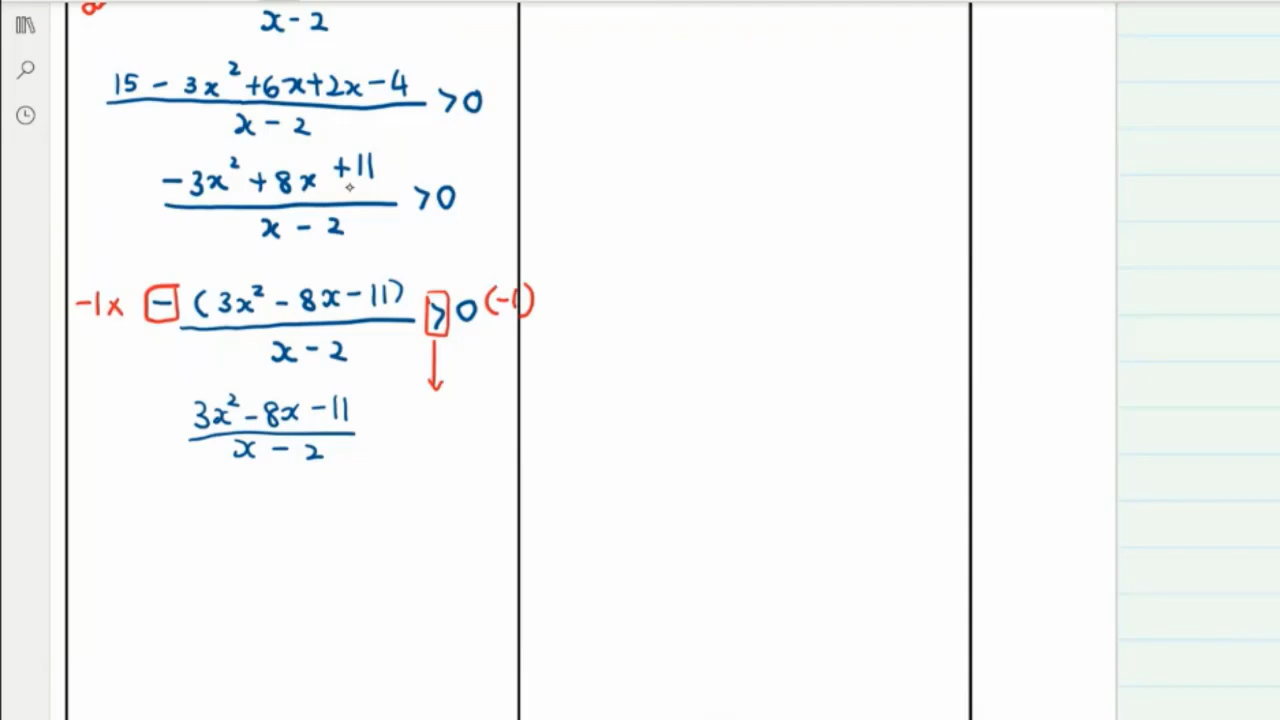 x - 2
15 - 3x² + 6x + 2x - 4 > 0
x - 2
-3x² + 8x + 11 > 0
x - 2
-1x - (3x² - 8x - 11) > 0 (-1)
x - 2
3x² - 8x - 11
x - 2